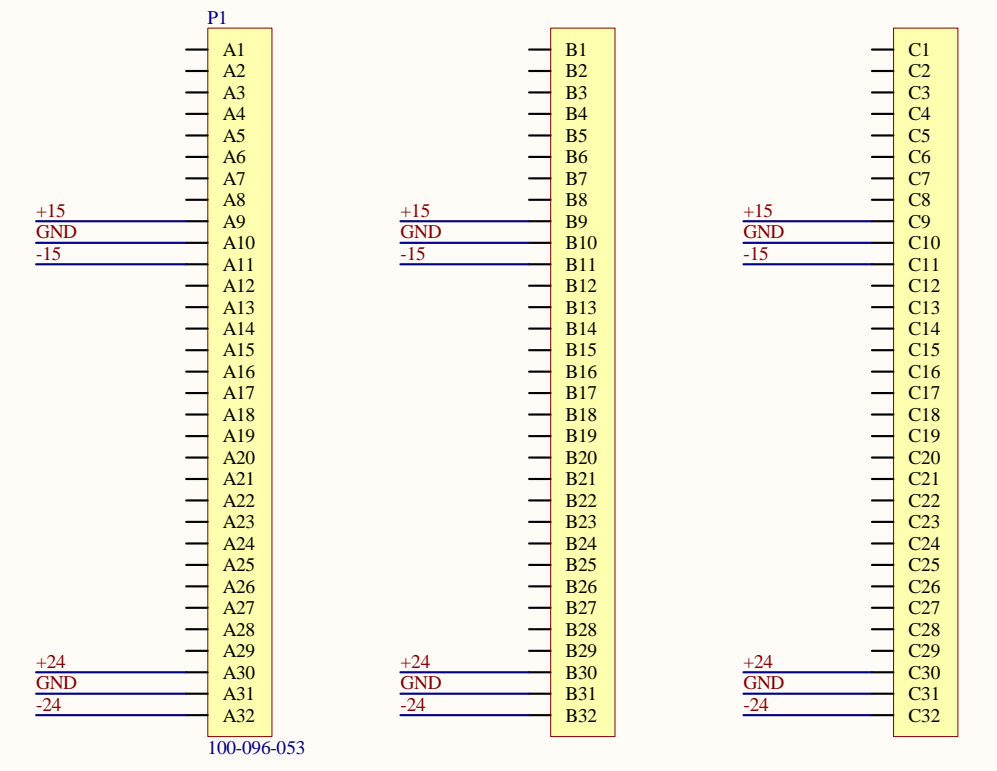 P1
A1
A2
A3
A4
A5
A6
A7
A8
+15 A9
GND A10
-15 A11
A12
A13
A14
A15
A16
A17
A18
A19
A20
A21
A22
A23
A24
A25
A26
A27
A28
A29
+24 A30
GND A31
-24 A32
100-096-053
B1
B2
B3
B4
B5
B6
B7
B8
+15 B9
GND B10
-15 B11
B12
B13
B14
B15
B16
B17
B18
B19
B20
B21
B22
B23
B24
B25
B26
B27
B28
B29
+24 B30
GND B31
-24 B32
C1
C2
C3
C4
C5
C6
C7
C8
+15 C9
GND C10
-15 C11
C12
C13
C14
C15
C16
C17
C18
C19
C20
C21
C22
C23
C24
C25
C26
C27
C28
C29
+24 C30
GND C31
-24 C32